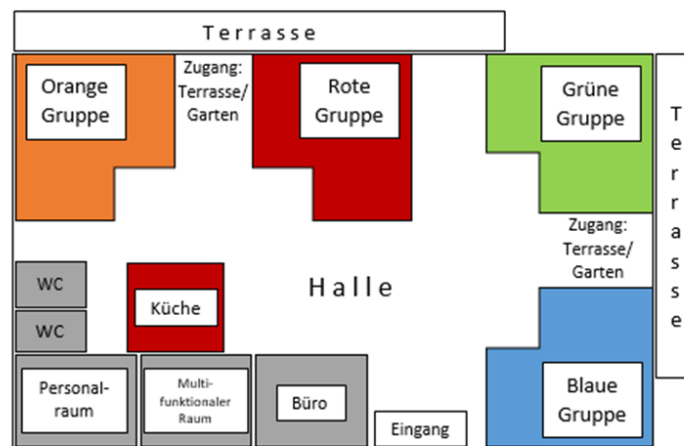 Terrasse
Orange
Gruppe
Zugang:
Terrasse/
Garten
Rote
Gruppe
Grüne
Gruppe
Terrasse
Zugang:
Terrasse/
Garten
WC
WC
Küche
Halle
Personal-
raum
Multi-
funktionaler
Raum
Büro
Eingang
Blaue
Gruppe